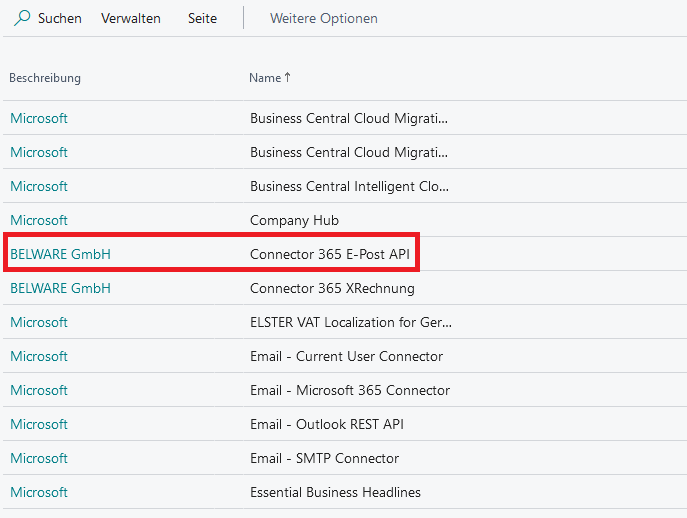 Suchen Verwalten Seite Weitere Optionen
Beschreibung Name ↑
Microsoft Business Central Cloud Migrati...
Microsoft Business Central Cloud Migrati...
Microsoft Business Central Intelligent Clo...
Microsoft Company Hub
BELWARE GmbH Connector 365 E-Post API
BELWARE GmbH Connector 365 XRechnung
Microsoft ELSTER VAT Localization for Ger...
Microsoft Email - Current User Connector
Microsoft Email - Microsoft 365 Connector
Microsoft Email - Outlook REST API
Microsoft Email - SMTP Connector
Microsoft Essential Business Headlines